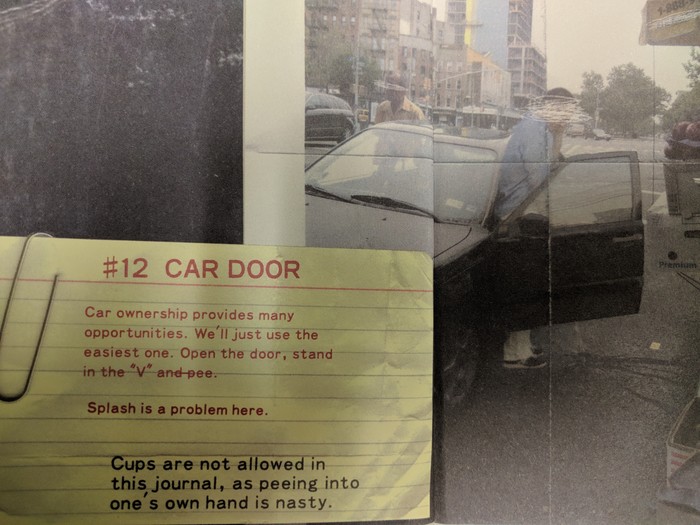 #12 CAR DOOR
Car ownership provides many
opportunities. We'll just use the
easiest one. Open the door, stand
in the "V" and pee.
Splash is a problem here.
Cups are not allowed in
this journal, as peeing into
one's own hand is nasty.
Premium